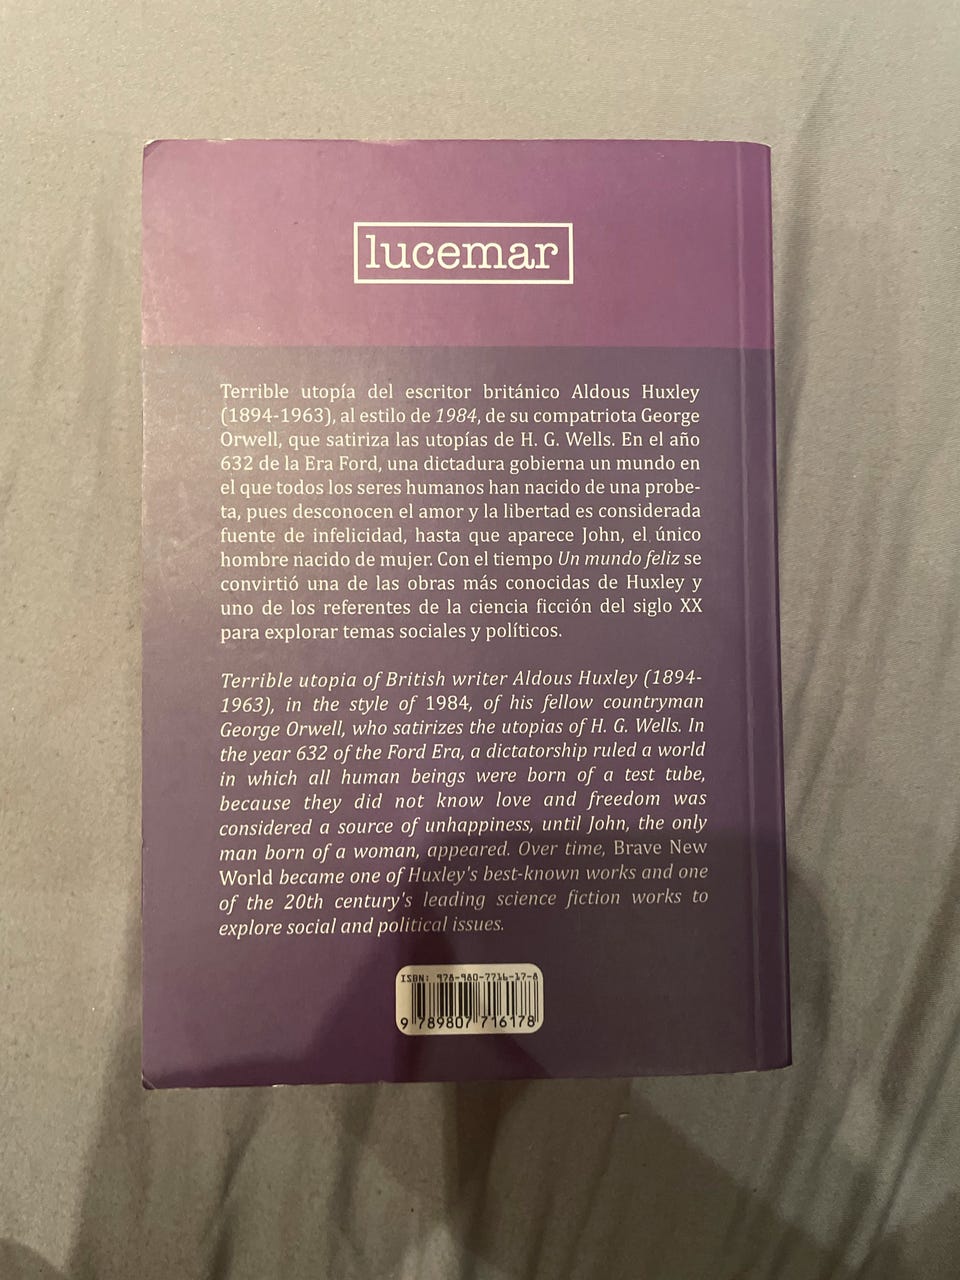 lucemar
Terrible utopía del escritor británico Aldous Huxley
(1894-1963), al estilo de 1984, de su compatriota George
Orwell, que satiriza las utopías de H. G. Wells. En el año
632 de la Era Ford, una dictadura gobierna un mundo en
el que todos los seres humanos han nacido de una probe-
ta, pues desconocen el amor y la libertad es considerada
fuente de infelicidad, hasta que aparece John, el único
hombre nacido de mujer. Con el tiempo Un mundo feliz se
convirtió una de las obras más conocidas de Huxley y
uno de los referentes de la ciencia ficción del siglo XX
para explorar temas sociales y políticos.
Terrible utopia of British writer Aldous Huxley (1894-
1963), in the style of 1984, of his fellow countryman
George Orwell, who satirizes the utopias of H. G. Wells. In
the year 632 of the Ford Era, a dictatorship ruled a world
in which all human beings were born of a test tube,
because they did not know love and freedom was
considered a source of unhappiness, until John, the only
man born of a woman, appeared. Over time, Brave New
World became one of Huxley's best-known works and one
of the 20th century's leading science fiction works to
explore social and political issues.
ISBN: 978-980-7716-17-8
9 789807 716178